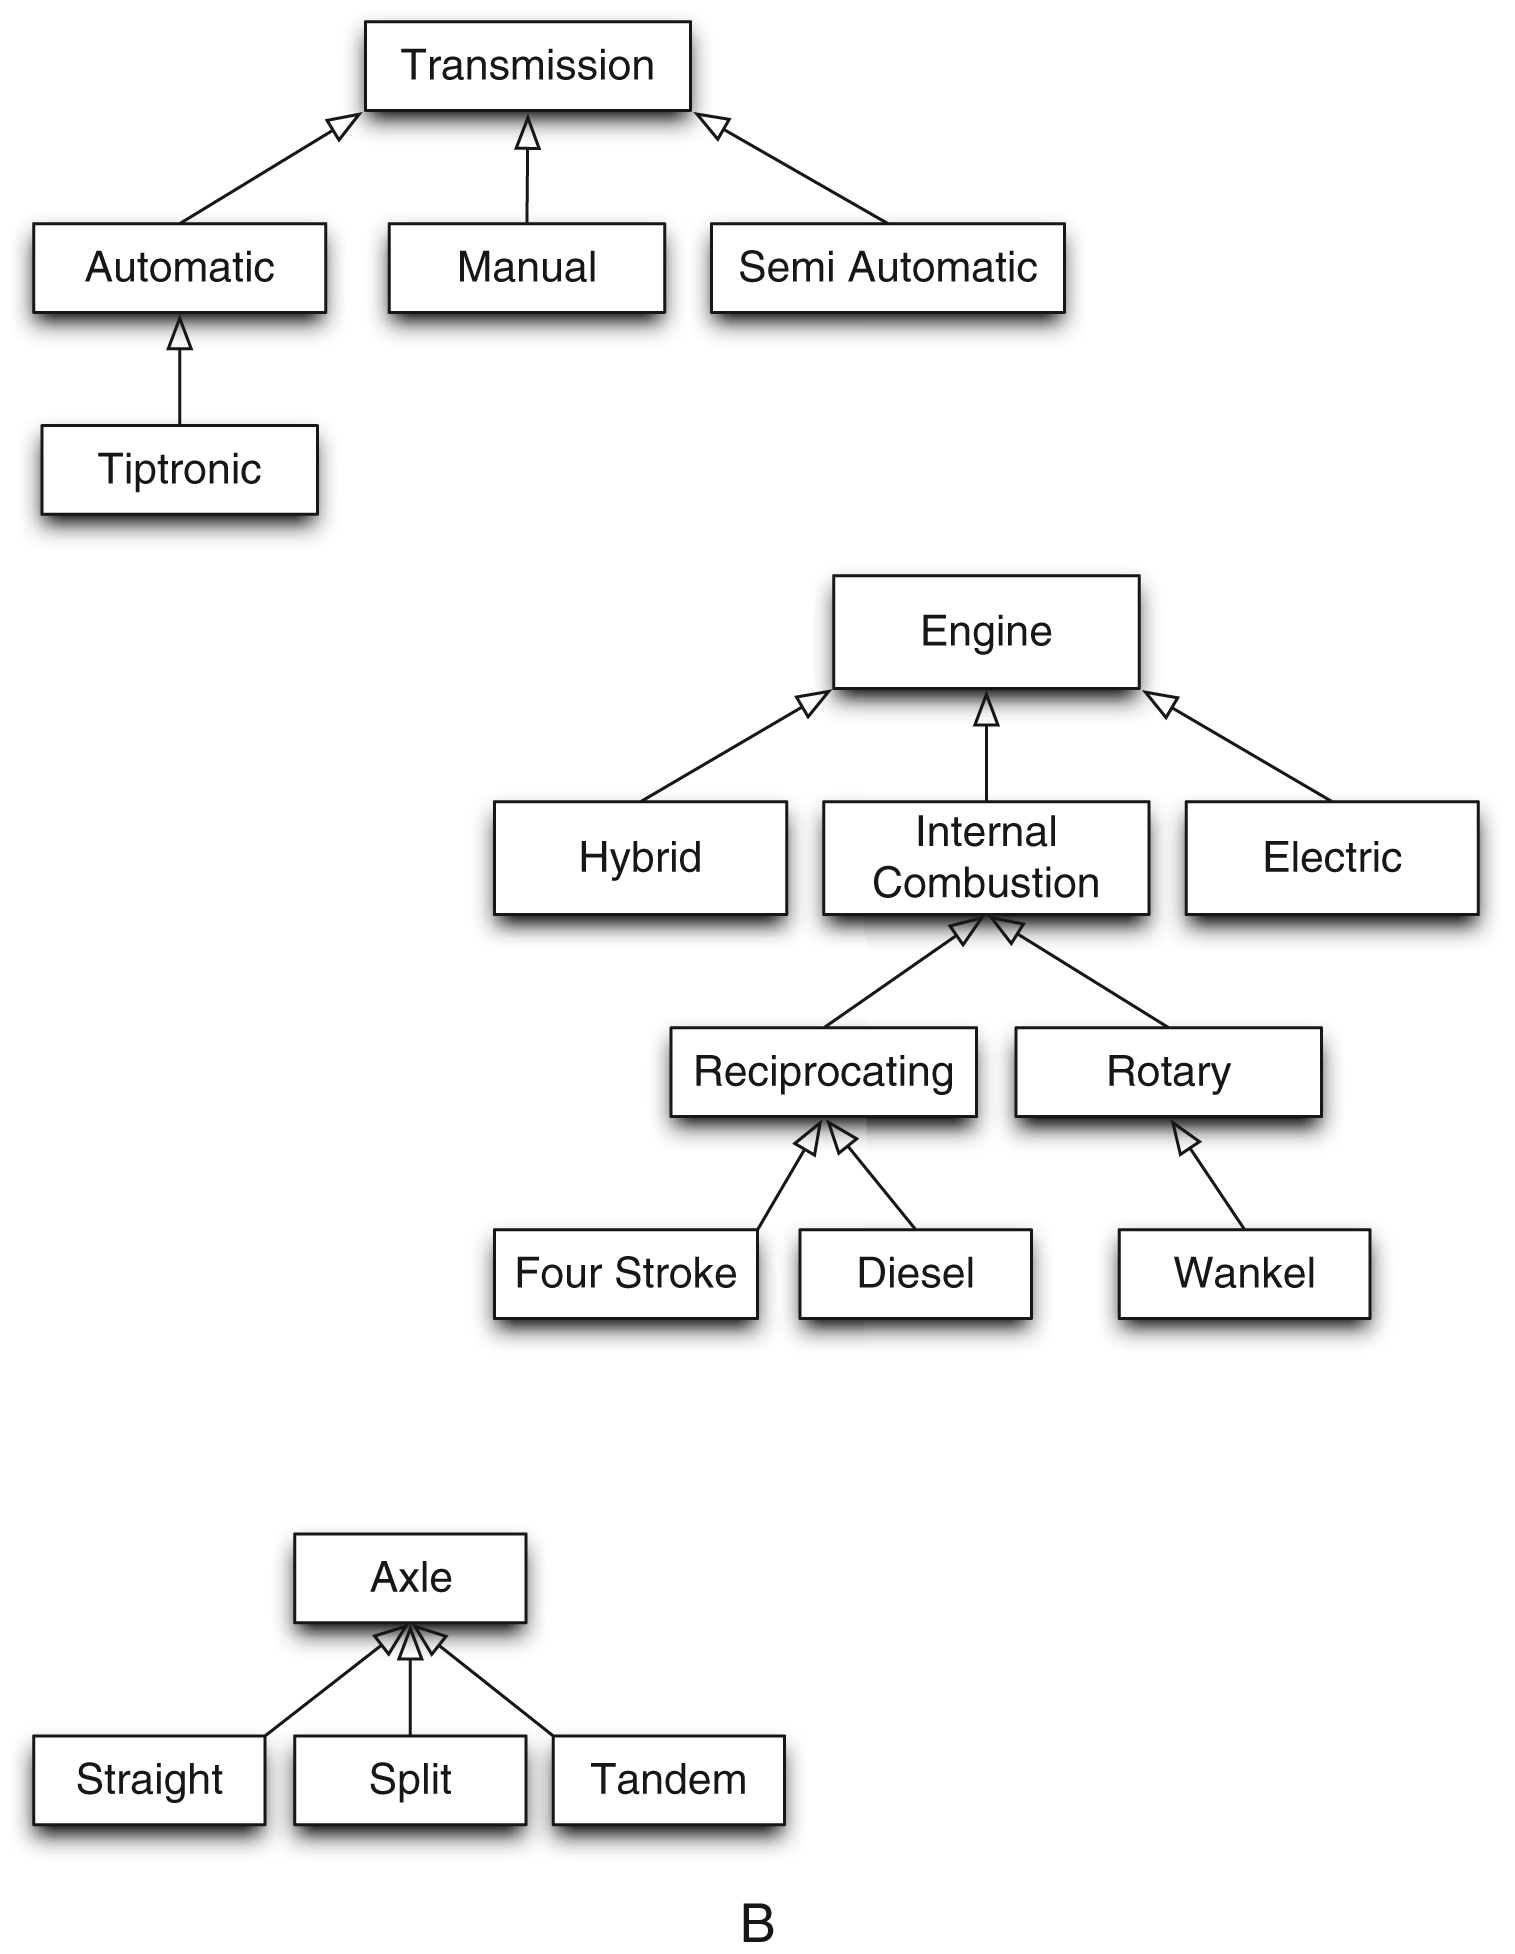 Transmission
Automatic
Manual
Semi Automatic
Tiptronic
Engine
Hybrid
Internal
Combustion
Electric
Reciprocating
Rotary
Four Stroke
Diesel
Wankel
Axle
Straight
Split
Tandem
B